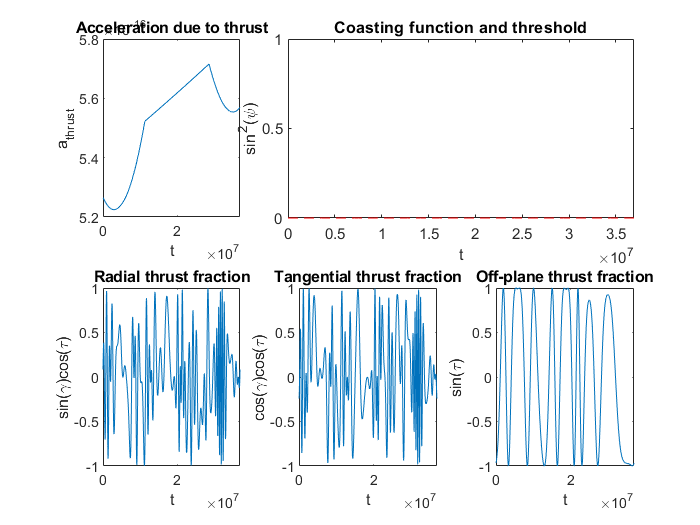 Acceleration due to thrust
5.8
5.6
5.4
5.2
a_thrust
0
2
t
×10^7
Coasting function and threshold
1
0.5
0
sin^2(ψ)
0
0.5
1
1.5
2
2.5
3
3.5
t
×10^7
Radial thrust fraction
1
0.5
0
-0.5
-1
sin(γ)cos(τ)
0
2
t
×10^7
Tangential thrust fraction
1
0.5
0
-0.5
-1
cos(γ)cos(τ)
0
2
t
×10^7
Off-plane thrust fraction
1
0.5
0
-0.5
-1
sin(τ)
0
2
t
×10^7